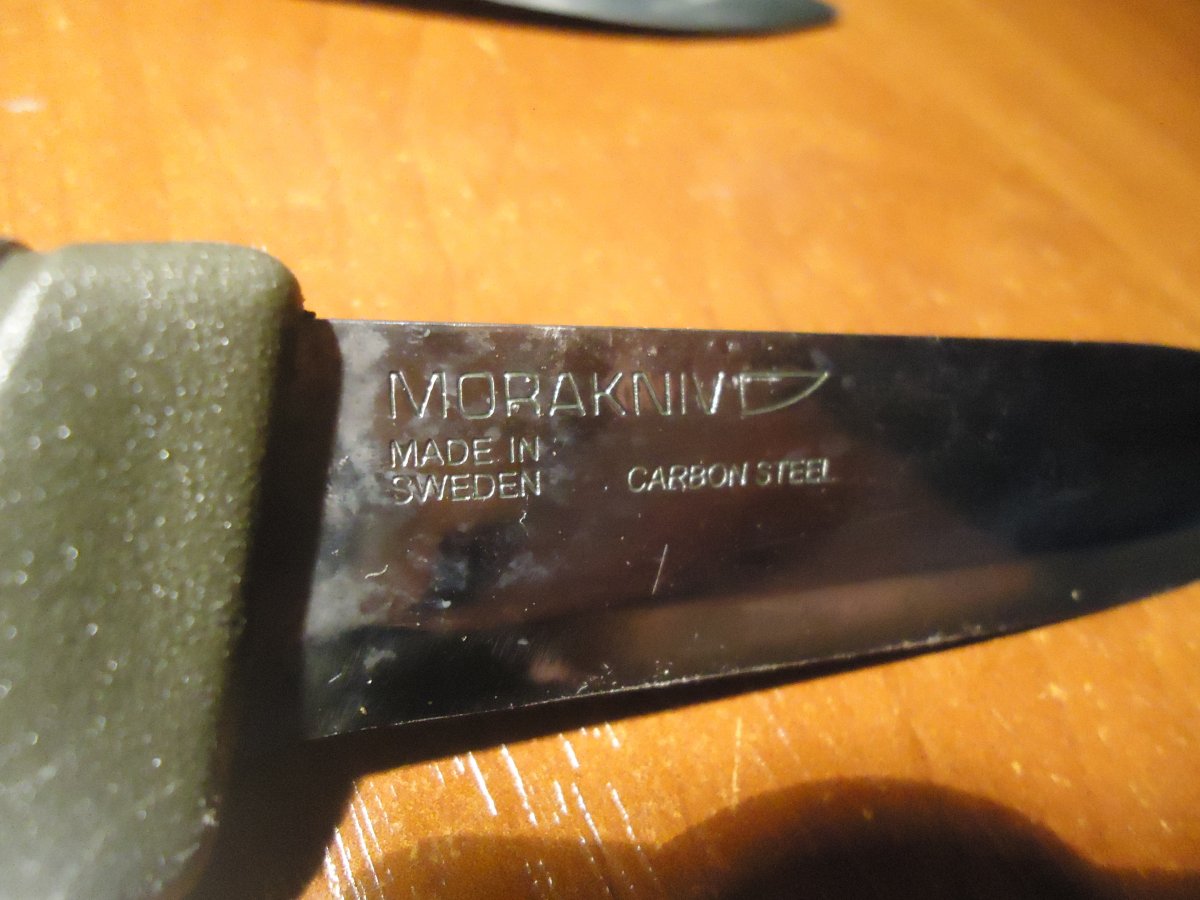 MORAKNIV
MADE IN
SWEDEN
CARBON STEEL